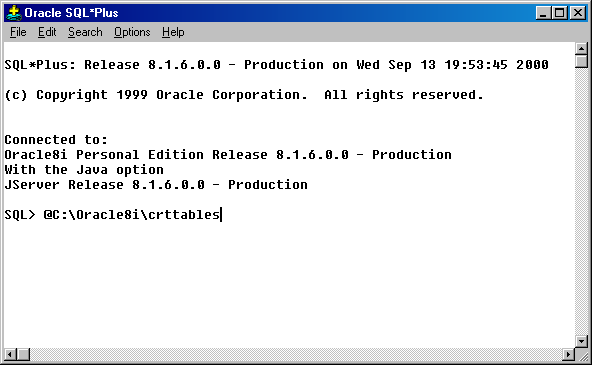 Oracle SQL*Plus
File Edit Search Options Help
SQL*Plus: Release 8.1.6.0.0 - Production on Wed Sep 13 19:53:45 2000
(c) Copyright 1999 Oracle Corporation.  All rights reserved.
Connected to:
Oracle8i Personal Edition Release 8.1.6.0.0 - Production
With the Java option
JServer Release 8.1.6.0.0 - Production
SQL> @C:\Oracle8i\crttables